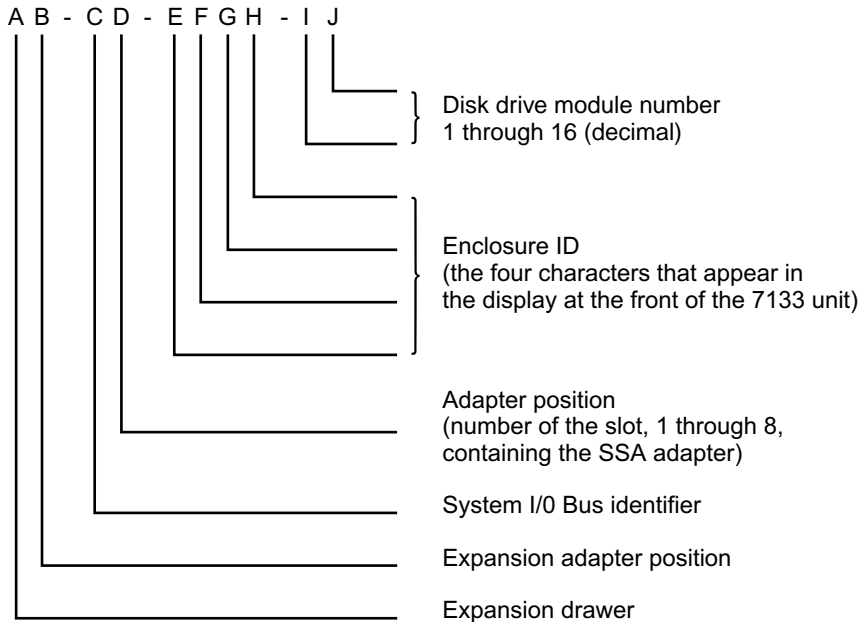 A B - C D - E F G H - I J
Disk drive module number
1 through 16 (decimal)
Enclosure ID
(the four characters that appear in
the display at the front of the 7133 unit)
Adapter position
(number of the slot, 1 through 8,
containing the SSA adapter)
System I/0 Bus identifier
Expansion adapter position
Expansion drawer